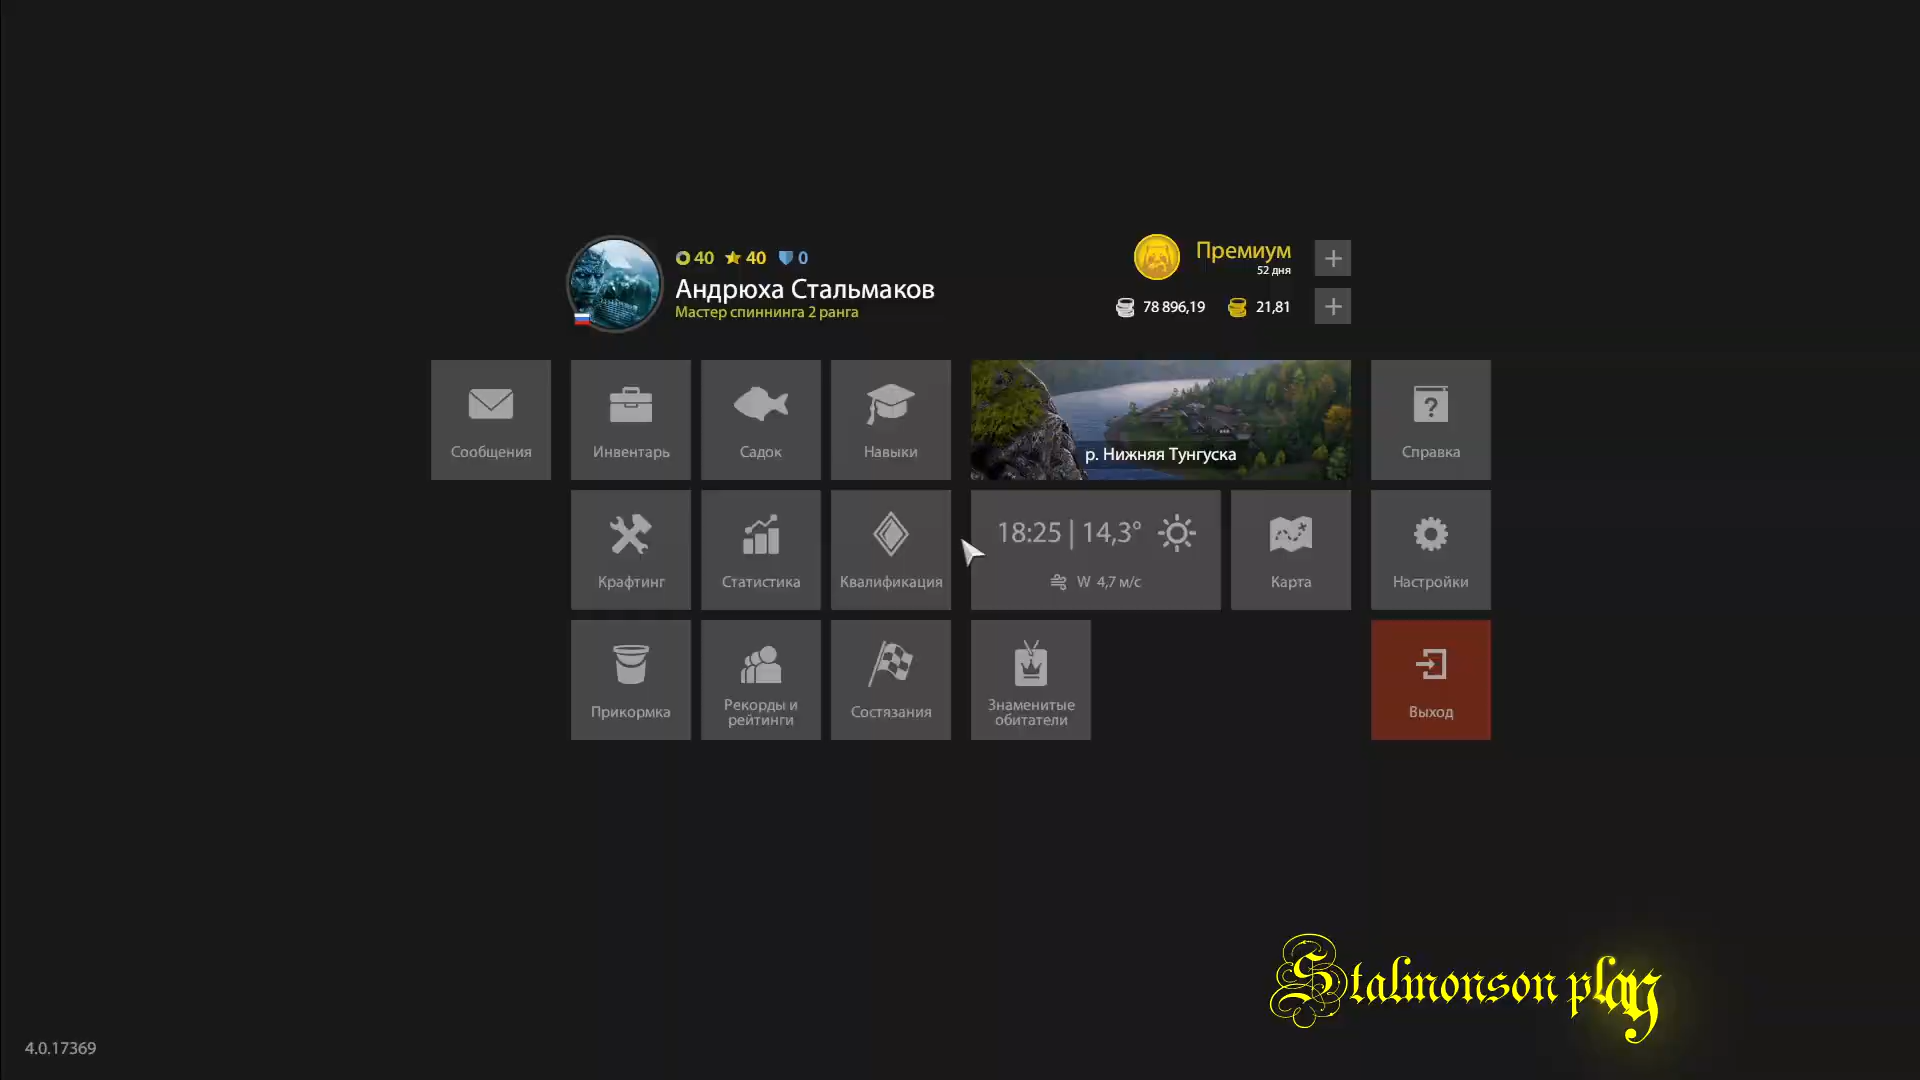 40 40 0
Андрюха Стальмаков
Мастер спиннинга 2 ранга
Премиум
52 дня
78 896,19 21,81
Сообщения
Инвентарь
Садок
Навыки
р. Нижняя Тунгуска
Справка
Крафтинг
Статистика
Квалификация
18:25 | 14,3°
W 4,7 м/с
Карта
Настройки
Прикормка
Рекорды и
рейтинги
Состязания
Знаменитые
обитатели
Выход
Stalmonson play
4.0.17369